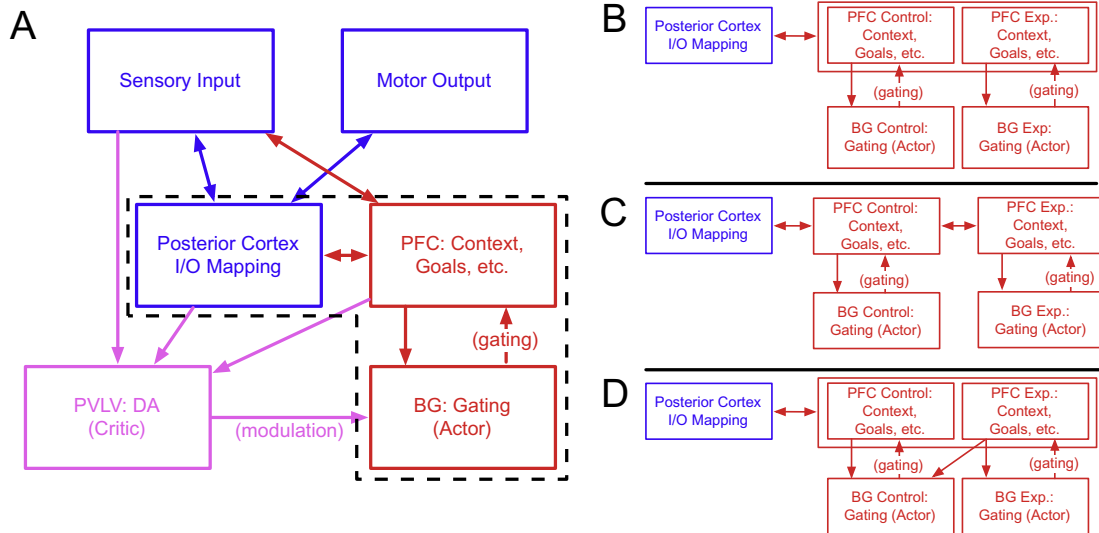 A
Sensory Input
Motor Output
Posterior Cortex
I/O Mapping
PFC: Context,
Goals, etc.
(gating)
PVLV: DA
(Critic)
(modulation)
BG: Gating
(Actor)
B
Posterior Cortex
I/O Mapping
PFC Control:
Context,
Goals, etc.
PFC Exp.:
Context,
Goals, etc.
(gating)
(gating)
BG Control:
Gating (Actor)
BG Exp:
Gating (Actor)
C
Posterior Cortex
I/O Mapping
PFC Control:
Context,
Goals, etc.
PFC Exp.:
Context,
Goals, etc.
(gating)
(gating)
BG Control:
Gating (Actor)
BG Exp.:
Gating (Actor)
D
Posterior Cortex
I/O Mapping
PFC Control:
Context,
Goals, etc.
PFC Exp.:
Context,
Goals, etc.
(gating)
(gating)
BG Control:
Gating (Actor)
BG Exp.:
Gating (Actor)